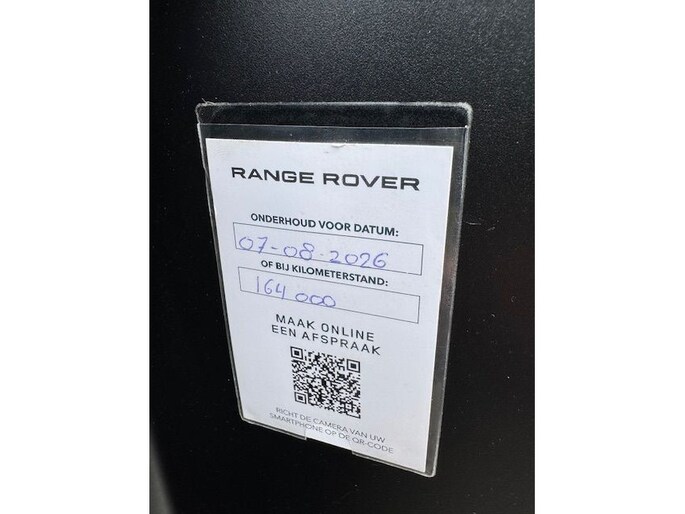 RANGE ROVER
ONDERHOUD VOOR DATUM:
07-08-2026
OF BIJ KILOMETERSTAND:
164 000
MAAK ONLINE
EEN AFSPRAAK
RICHT DE CAMERA VAN UW
SMARTPHONE OP DE QR-CODE